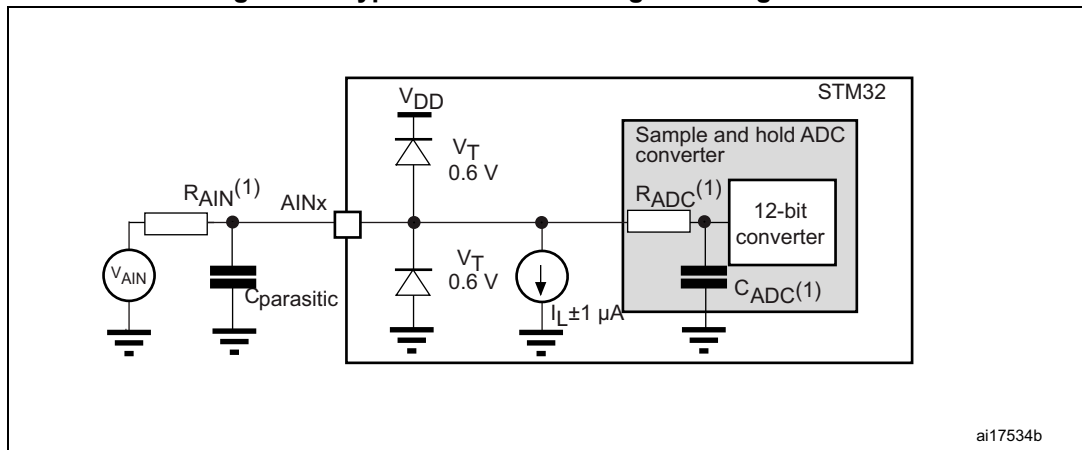 STM32
VDD
VT
0.6 V
Sample and hold ADC
converter
RAIN(1)
AINx
RADC(1)
12-bit
converter
VAIN
Cparasitic
VT
0.6 V
IL±1 µA
CADC(1)
ai17534b